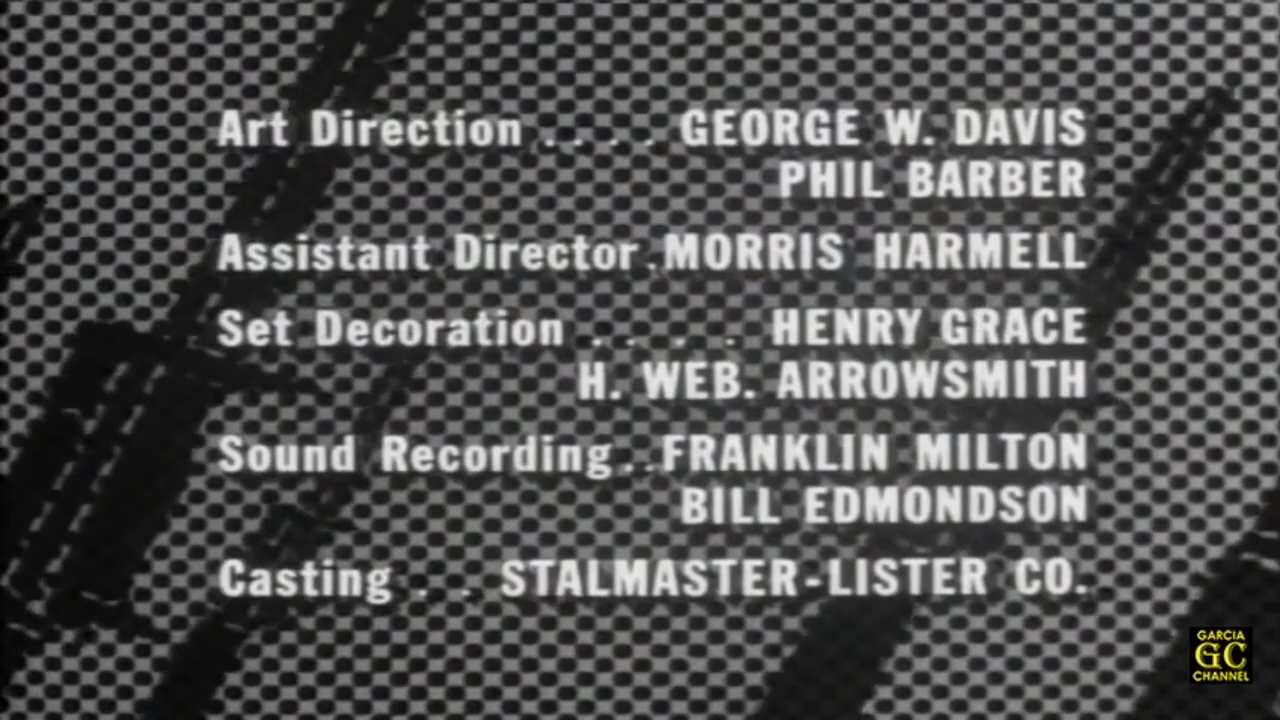 Art Direction . . . . GEORGE W. DAVIS
PHIL BARBER
Assistant Director . MORRIS HARMELL
Set Decoration . . . . HENRY GRACE
H. WEB. ARROWSMITH
Sound Recording . . FRANKLIN MILTON
BILL EDMONDSON
Casting . . STALMASTER-LISTER CO.
GARCIA
GC
CHANNEL